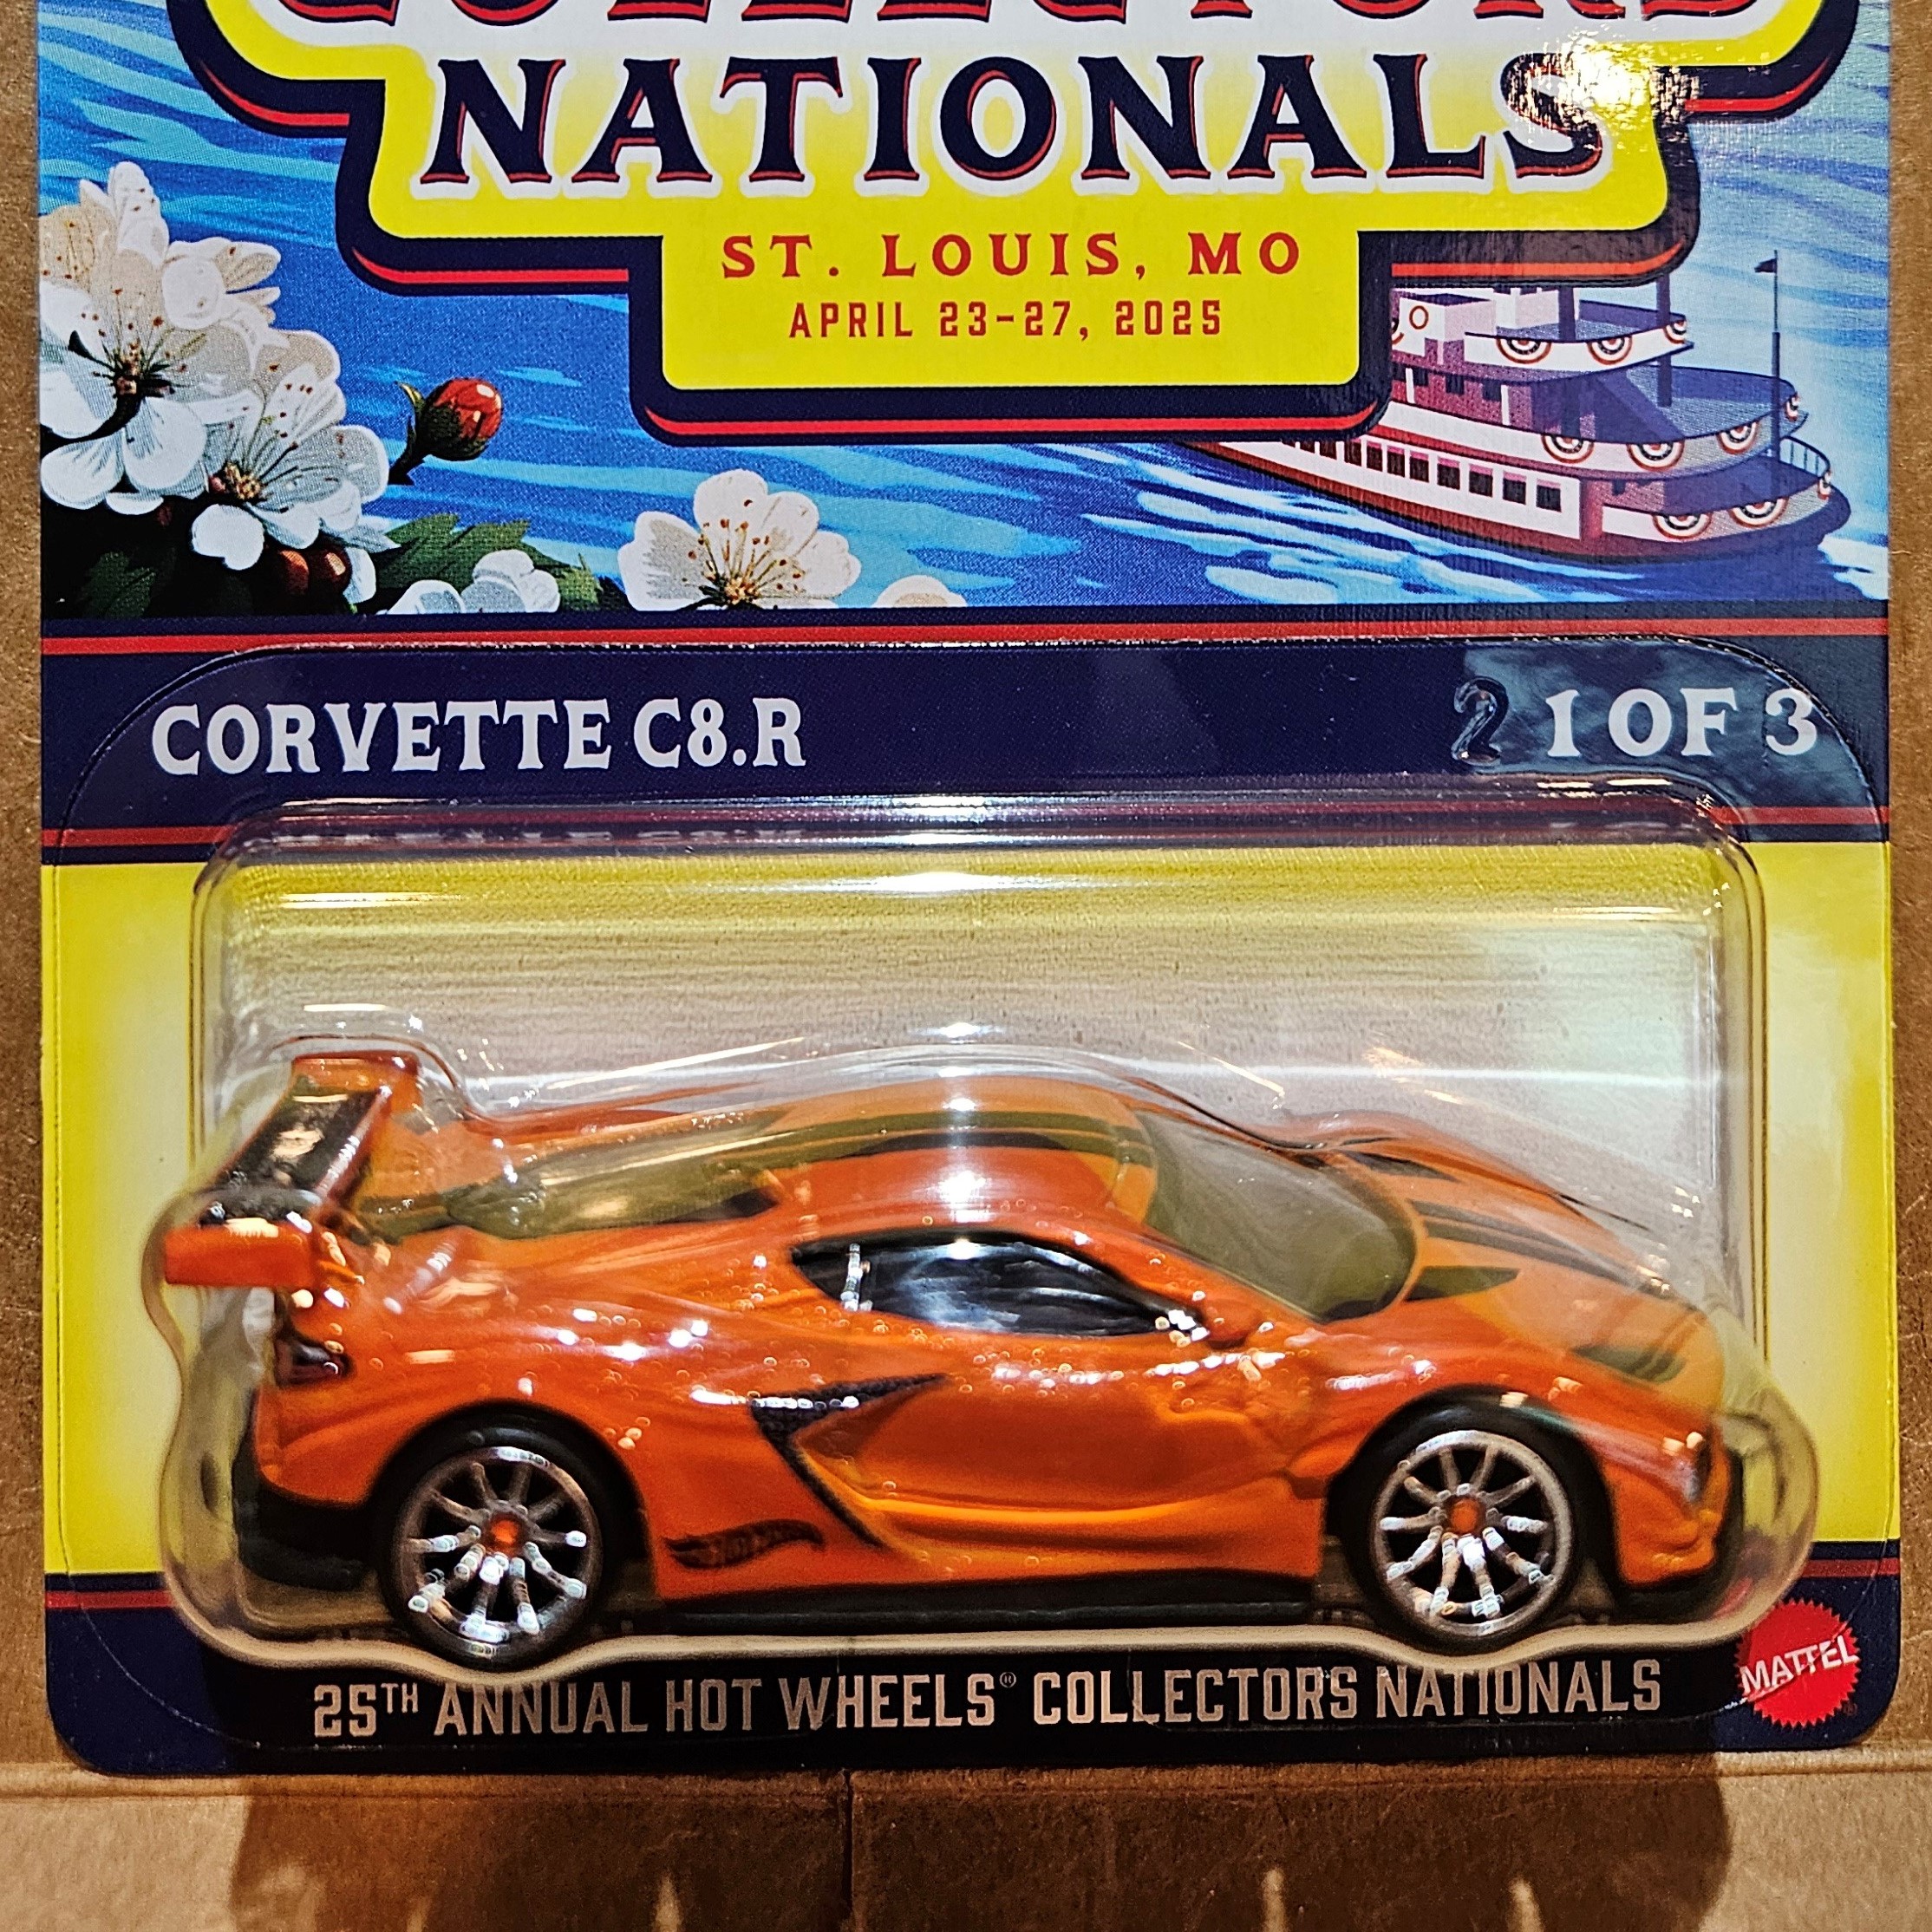 COLLECTORS
NATIONALS
ST. LOUIS, MO
APRIL 23-27, 2025
CORVETTE C8.R
2 1 OF 3
25TH ANNUAL HOT WHEELS® COLLECTORS NATIONALS
MATTEL